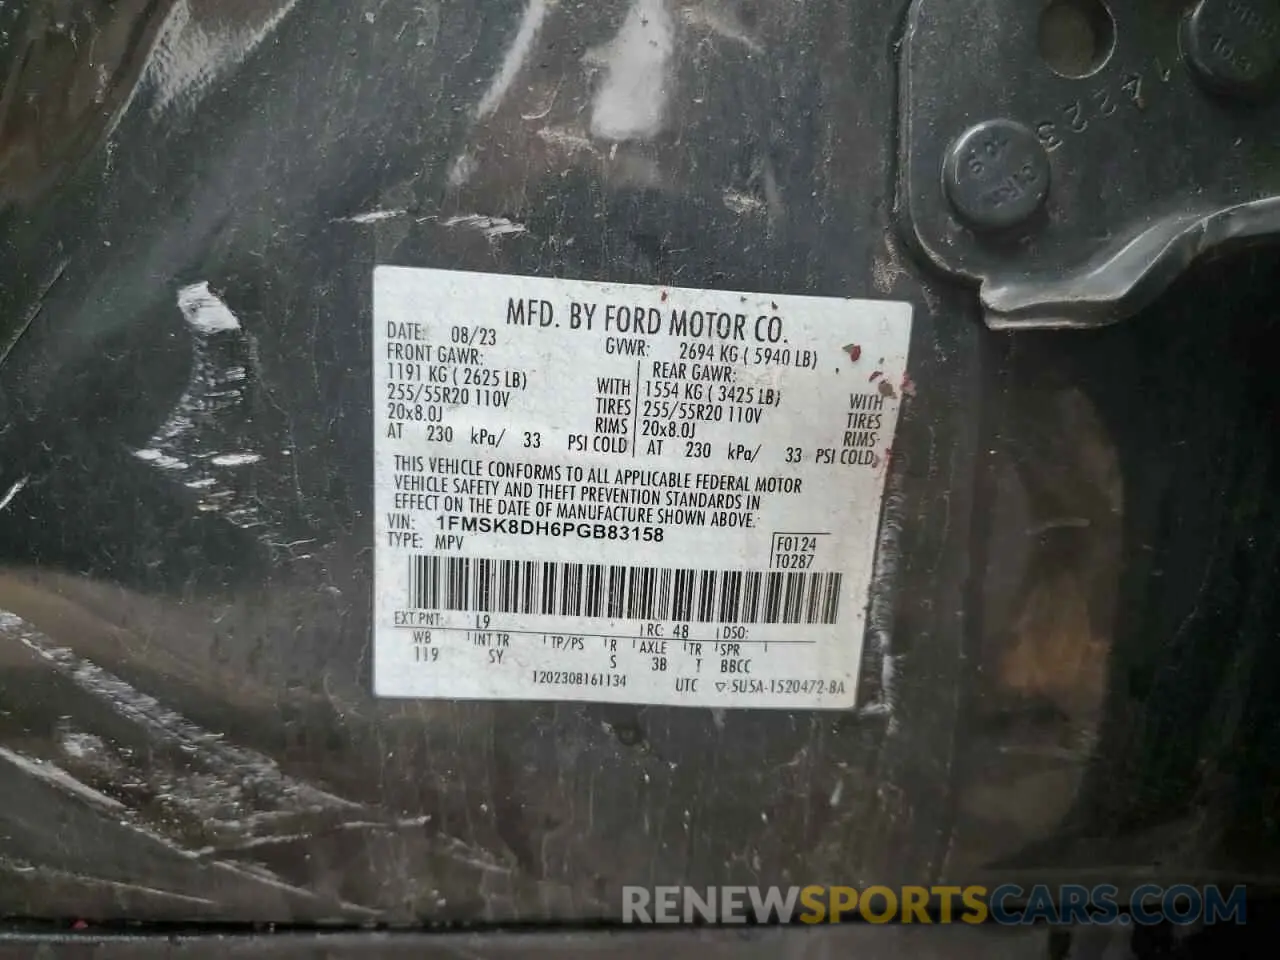 14225
10.9
MFD. BY FORD MOTOR CO.
DATE: 08/23 GVWR: 2694 KG ( 5940 LB)
FRONT GAWR: REAR GAWR:
1191 KG ( 2625 LB) WITH 1554 KG ( 3425 LB) WITH
255/55R20 110V TIRES 255/55R20 110V TIRES
20x8.0J RIMS 20x8.0J RIMS
AT 230 kPa/ 33 PSI COLD AT 230 kPa/ 33 PSI COLD
THIS VEHICLE CONFORMS TO ALL APPLICABLE FEDERAL MOTOR
VEHICLE SAFETY AND THEFT PREVENTION STANDARDS IN
EFFECT ON THE DATE OF MANUFACTURE SHOWN ABOVE.
VIN: 1FMSK8DH6PGB83158
TYPE: MPV
F0124
T0287
EXT PNT: L9 RC: 48 DSO:
WB INT TR TP/PS R AXLE TR SPR
119 SY S 3B T BBCC
1202308161134 UTC ▽ 5U5A-1520472-BA
RENEWSPORTSCARS.COM